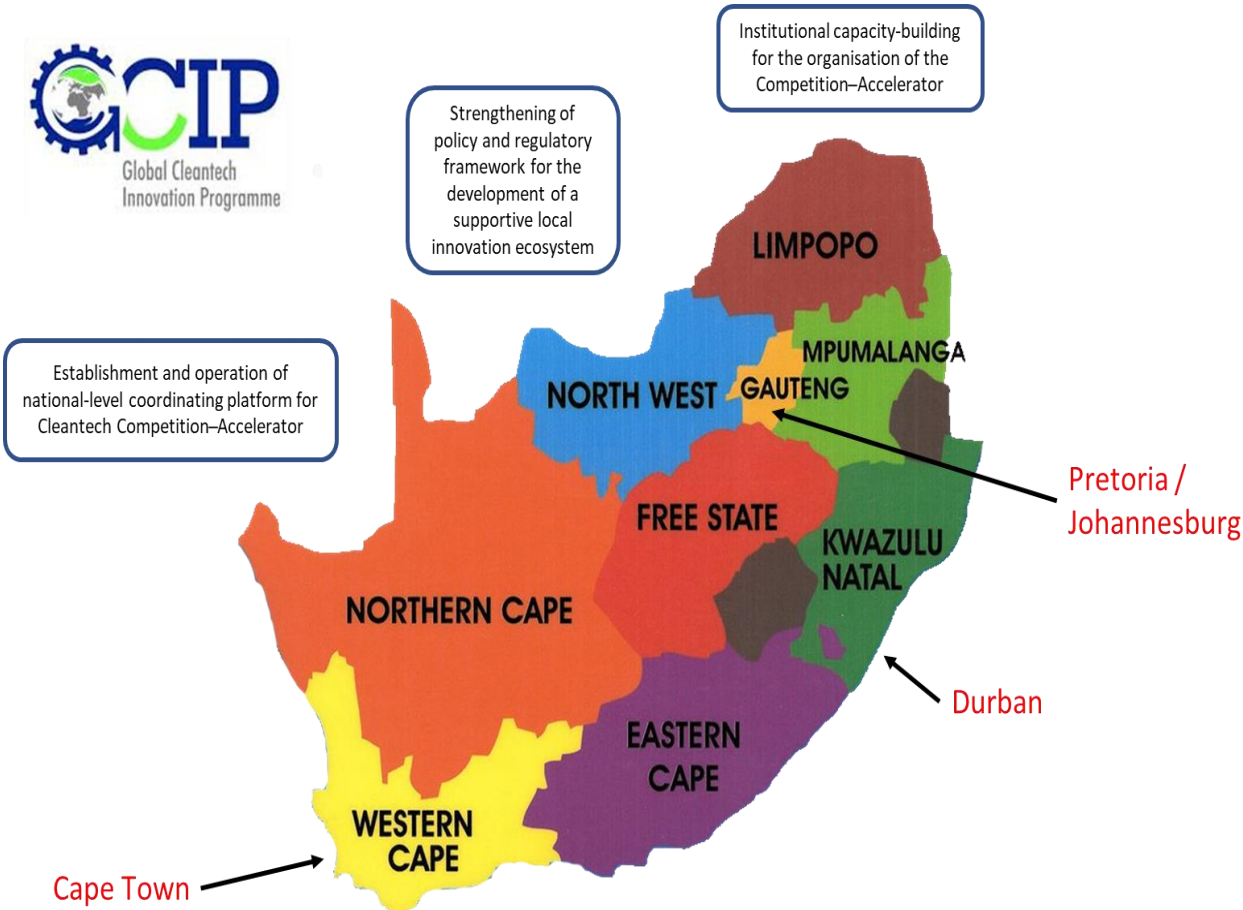 GCIP
Global Cleantech
Innovation Programme
Institutional capacity-building
for the organisation of the
Competition–Accelerator
Strengthening of
policy and regulatory
framework for the
development of a
supportive local
innovation ecosystem
Establishment and operation of
national-level coordinating platform for
Cleantech Competition–Accelerator
LIMPOPO
MPUMALANGA
NORTH WEST
GAUTENG
Pretoria /
Johannesburg
FREE STATE
KWAZULU
NATAL
NORTHERN CAPE
Durban
EASTERN
CAPE
WESTERN
CAPE
Cape Town